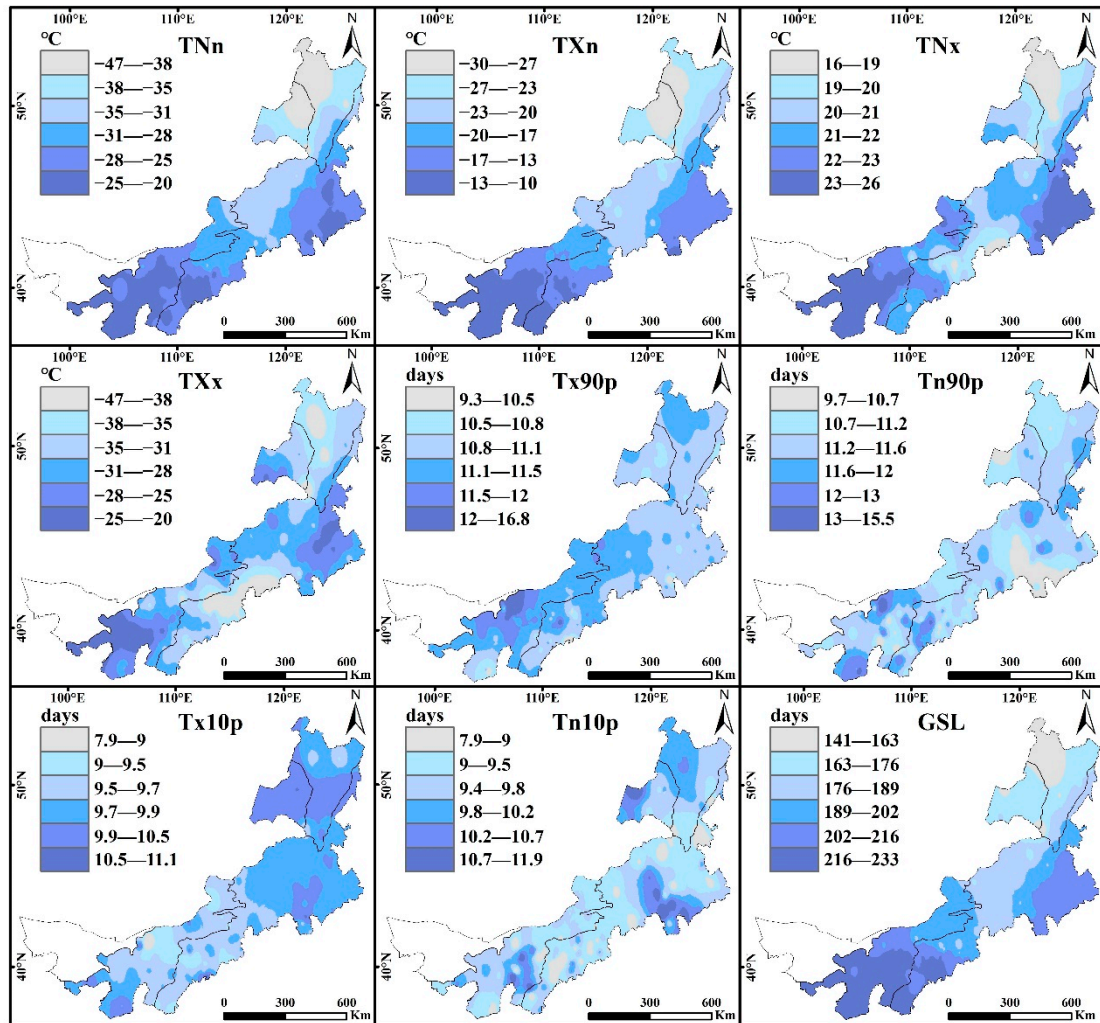 100°E 110°E 120°E N
°C TNn
−47—−38
−38—−35
−35—−31
−31—−28
−28—−25
−25—−20
50°N
40°N
0 300 600
Km
100°E 110°E 120°E N
°C TXn
−30—−27
−27—−23
−23—−20
−20—−17
−17—−13
−13—−10
50°N
40°N
0 300 600
Km
100°E 110°E 120°E N
°C TNx
16—19
19—20
20—21
21—22
22—23
23—26
50°N
40°N
0 300 600
Km
100°E 110°E 120°E N
°C TXx
−47—−38
−38—−35
−35—−31
−31—−28
−28—−25
−25—−20
50°N
40°N
0 300 600
Km
100°E 110°E 120°E N
days Tx90p
9.3—10.5
10.5—10.8
10.8—11.1
11.1—11.5
11.5—12
12—16.8
50°N
40°N
0 300 600
Km
100°E 110°E 120°E N
days Tn90p
9.7—10.7
10.7—11.2
11.2—11.6
11.6—12
12—13
13—15.5
50°N
40°N
0 300 600
Km
100°E 110°E 120°E N
days Tx10p
7.9—9
9—9.5
9.5—9.7
9.7—9.9
9.9—10.5
10.5—11.1
50°N
40°N
0 300 600
Km
100°E 110°E 120°E N
days Tn10p
7.9—9
9—9.5
9.4—9.8
9.8—10.2
10.2—10.7
10.7—11.9
50°N
40°N
0 300 600
Km
100°E 110°E 120°E N
days GSL
141—163
163—176
176—189
189—202
202—216
216—233
50°N
40°N
0 300 600
Km